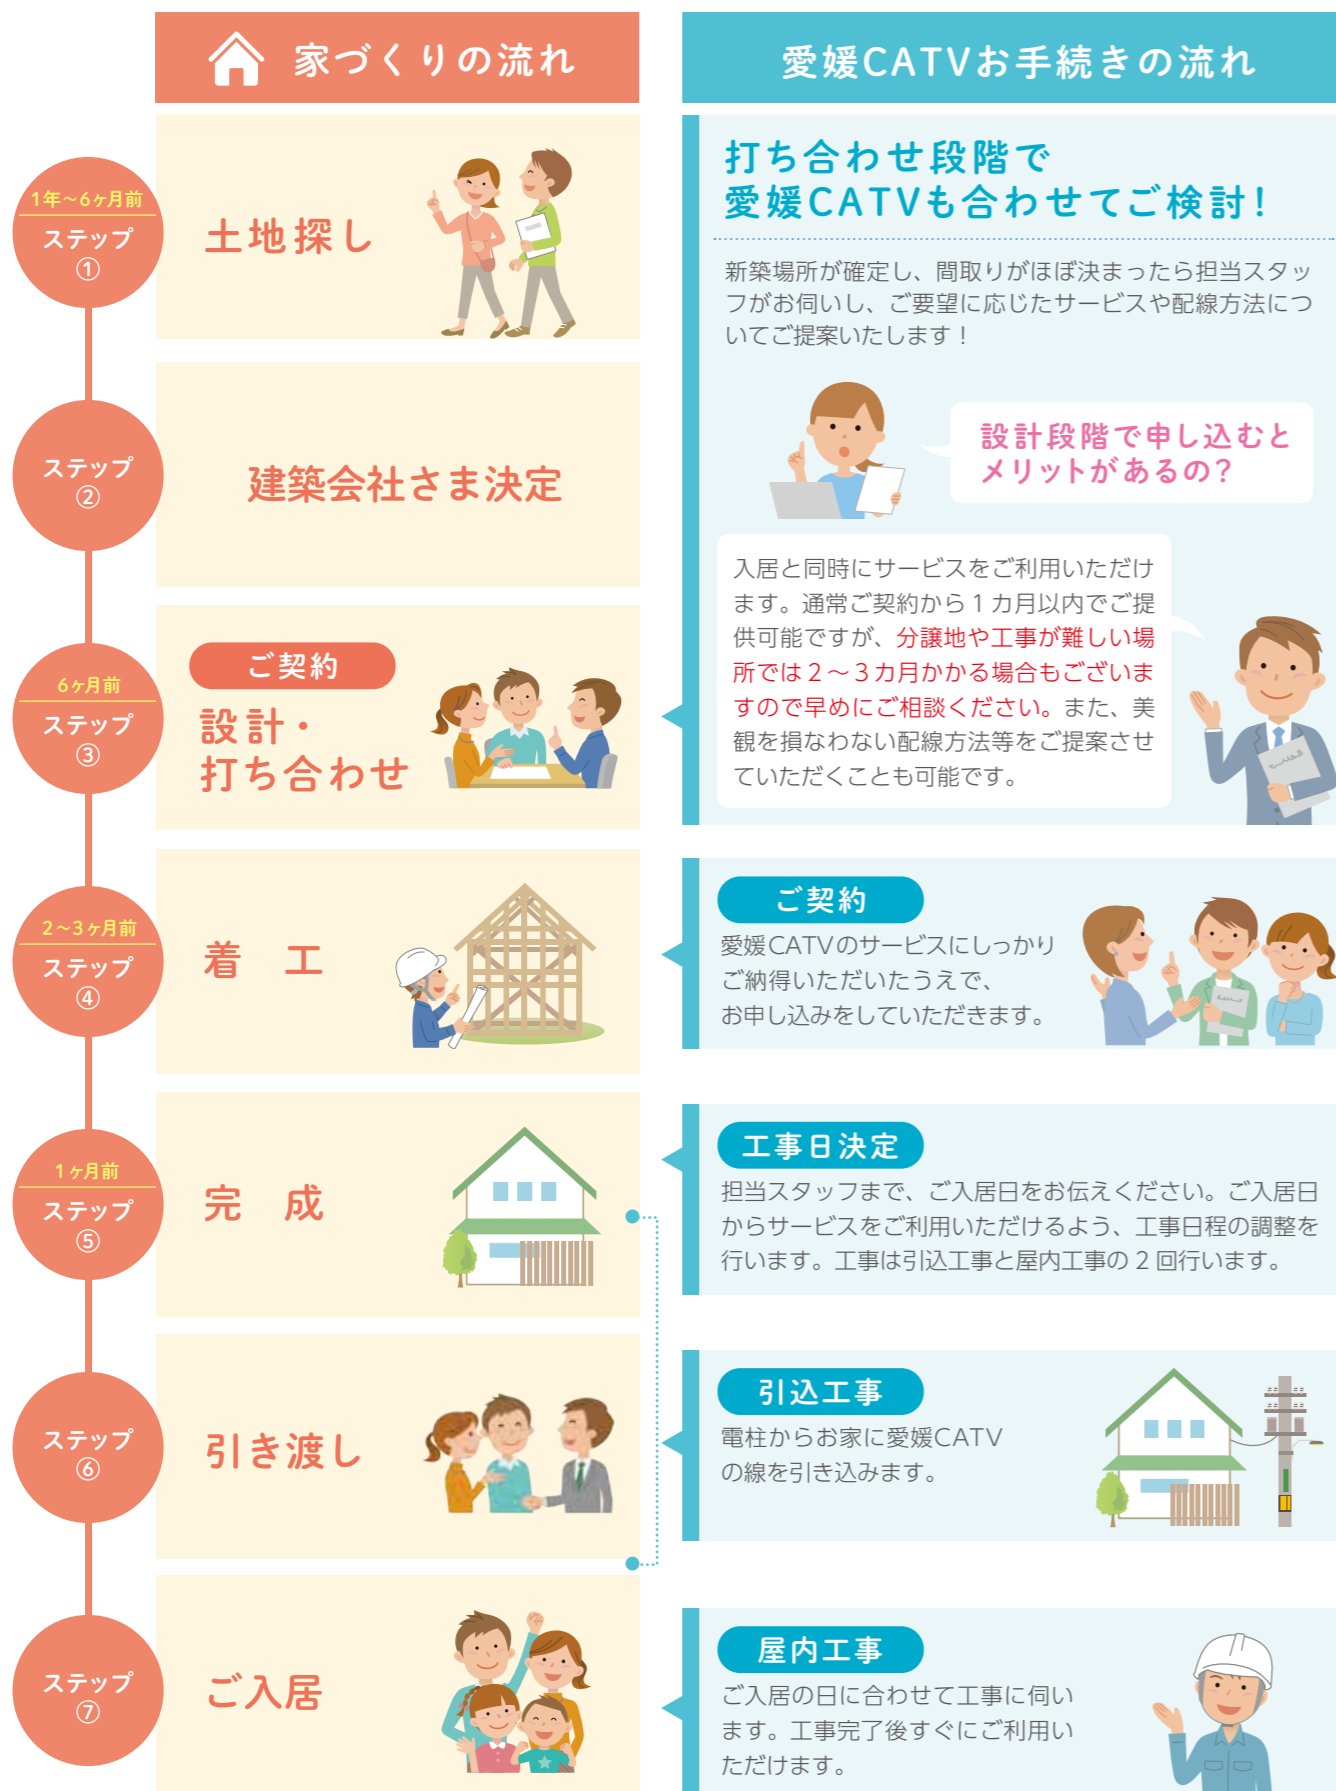 家づくりの流れ
愛媛CATVお手続きの流れ
1年～6ヶ月前
ステップ
①
土地探し
ステップ
②
建築会社さま決定
6ヶ月前
ステップ
③
ご契約
設計・
打ち合わせ
2～3ヶ月前
ステップ
④
着 工
1ヶ月前
ステップ
⑤
完 成
ステップ
⑥
引き渡し
ステップ
⑦
ご入居
打ち合わせ段階で
愛媛CATVも合わせてご検討！
新築場所が確定し、間取りがほぼ決まったら担当スタッ
フがお伺いし、ご要望に応じたサービスや配線方法につ
いてご提案いたします！
設計段階で申し込むと
メリットがあるの？
入居と同時にサービスをご利用いただけ
ます。通常ご契約から１カ月以内でご提
供可能ですが、分譲地や工事が難しい場
所では２～３カ月かかる場合もございま
すので早めにご相談ください。また、美
観を損なわない配線方法等をご提案させ
ていただくことも可能です。
ご契約
愛媛CATVのサービスにしっかり
ご納得いただいたうえで、
お申し込みをしていただきます。
工事日決定
担当スタッフまで、ご入居日をお伝えください。ご入居日
からサービスをご利用いただけるよう、工事日程の調整を
行います。工事は引込工事と屋内工事の 2 回行います。
引込工事
電柱からお家に愛媛CATV
の線を引き込みます。
屋内工事
ご入居の日に合わせて工事に伺い
ます。工事完了後すぐにご利用い
ただけます。